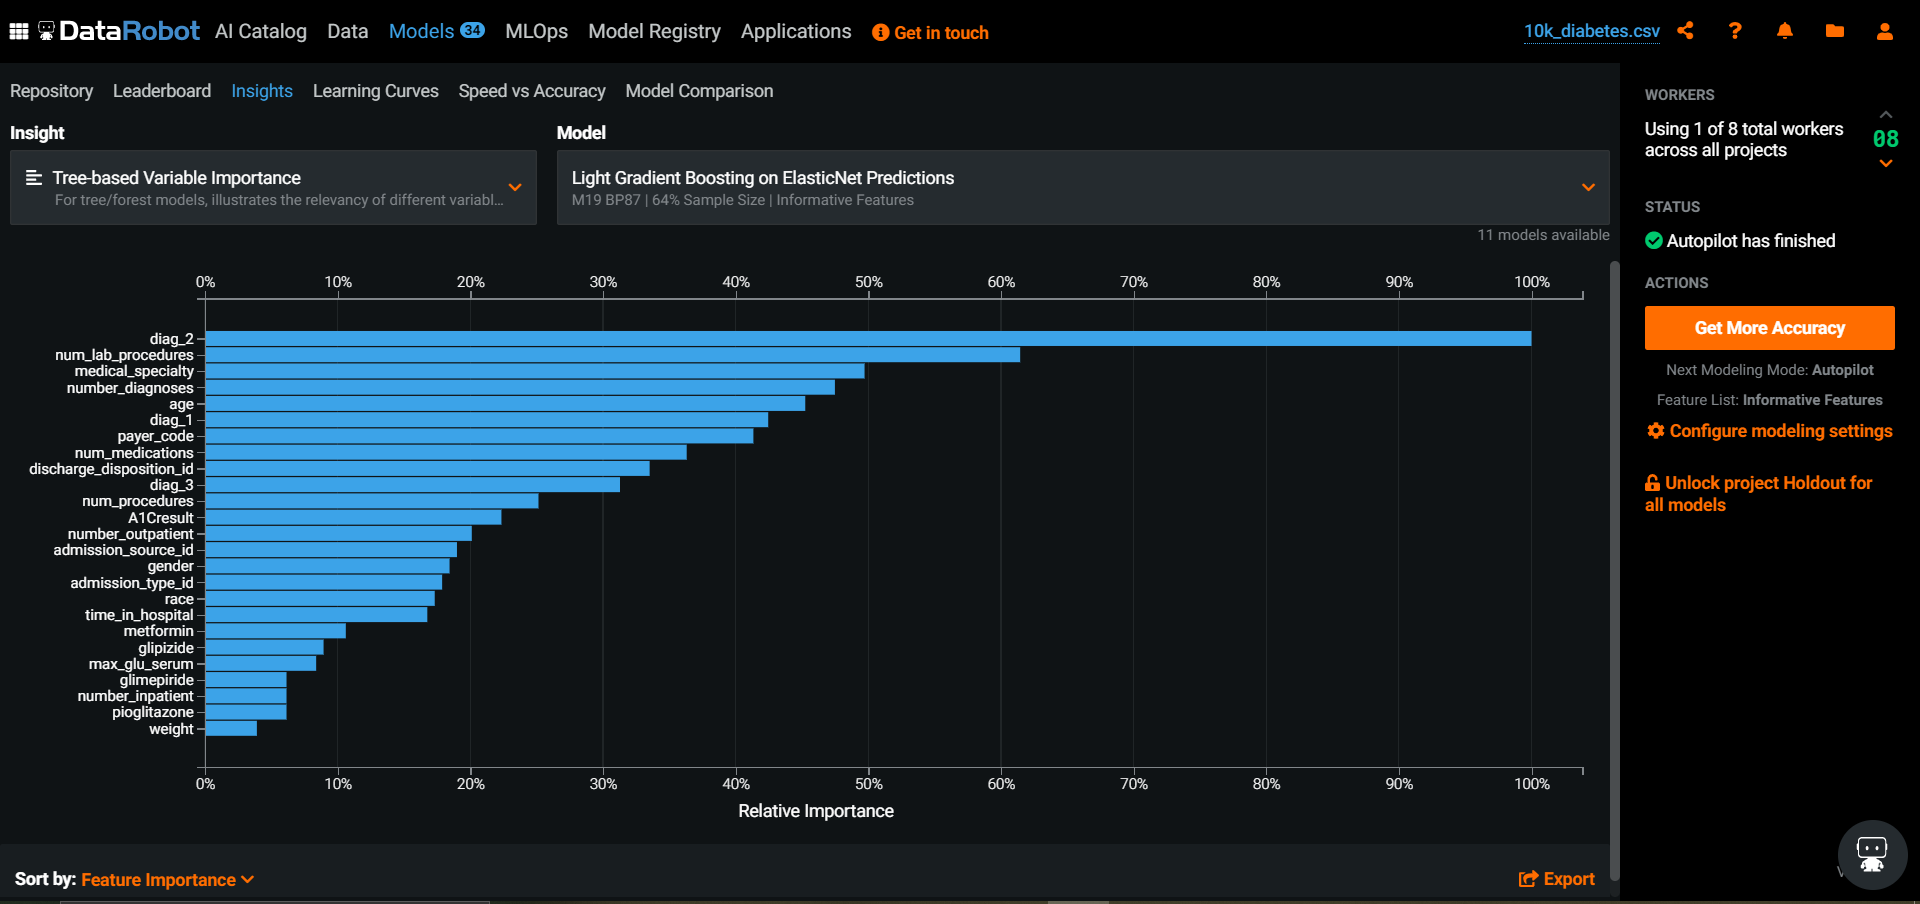 DataRobot AI Catalog Data Models 34 MLOps Model Registry Applications Get in touch 10k_diabetes.csv
Repository Leaderboard Insights Learning Curves Speed vs Accuracy Model Comparison
Insight
Tree-based Variable Importance
For tree/forest models, illustrates the relevancy of different variabl...
Model
Light Gradient Boosting on ElasticNet Predictions
M19 BP87 | 64% Sample Size | Informative Features
11 models available
0% 10% 20% 30% 40% 50% 60% 70% 80% 90% 100%
diag_2
num_lab_procedures
medical_specialty
number_diagnoses
age
diag_1
payer_code
num_medications
discharge_disposition_id
diag_3
num_procedures
A1Cresult
number_outpatient
admission_source_id
gender
admission_type_id
race
time_in_hospital
metformin
glipizide
max_glu_serum
glimepiride
number_inpatient
pioglitazone
weight
0% 10% 20% 30% 40% 50% 60% 70% 80% 90% 100%
Relative Importance
Sort by: Feature Importance
Export
WORKERS
Using 1 of 8 total workers
across all projects
08
STATUS
Autopilot has finished
ACTIONS
Get More Accuracy
Next Modeling Mode: Autopilot
Feature List: Informative Features
Configure modeling settings
Unlock project Holdout for
all models